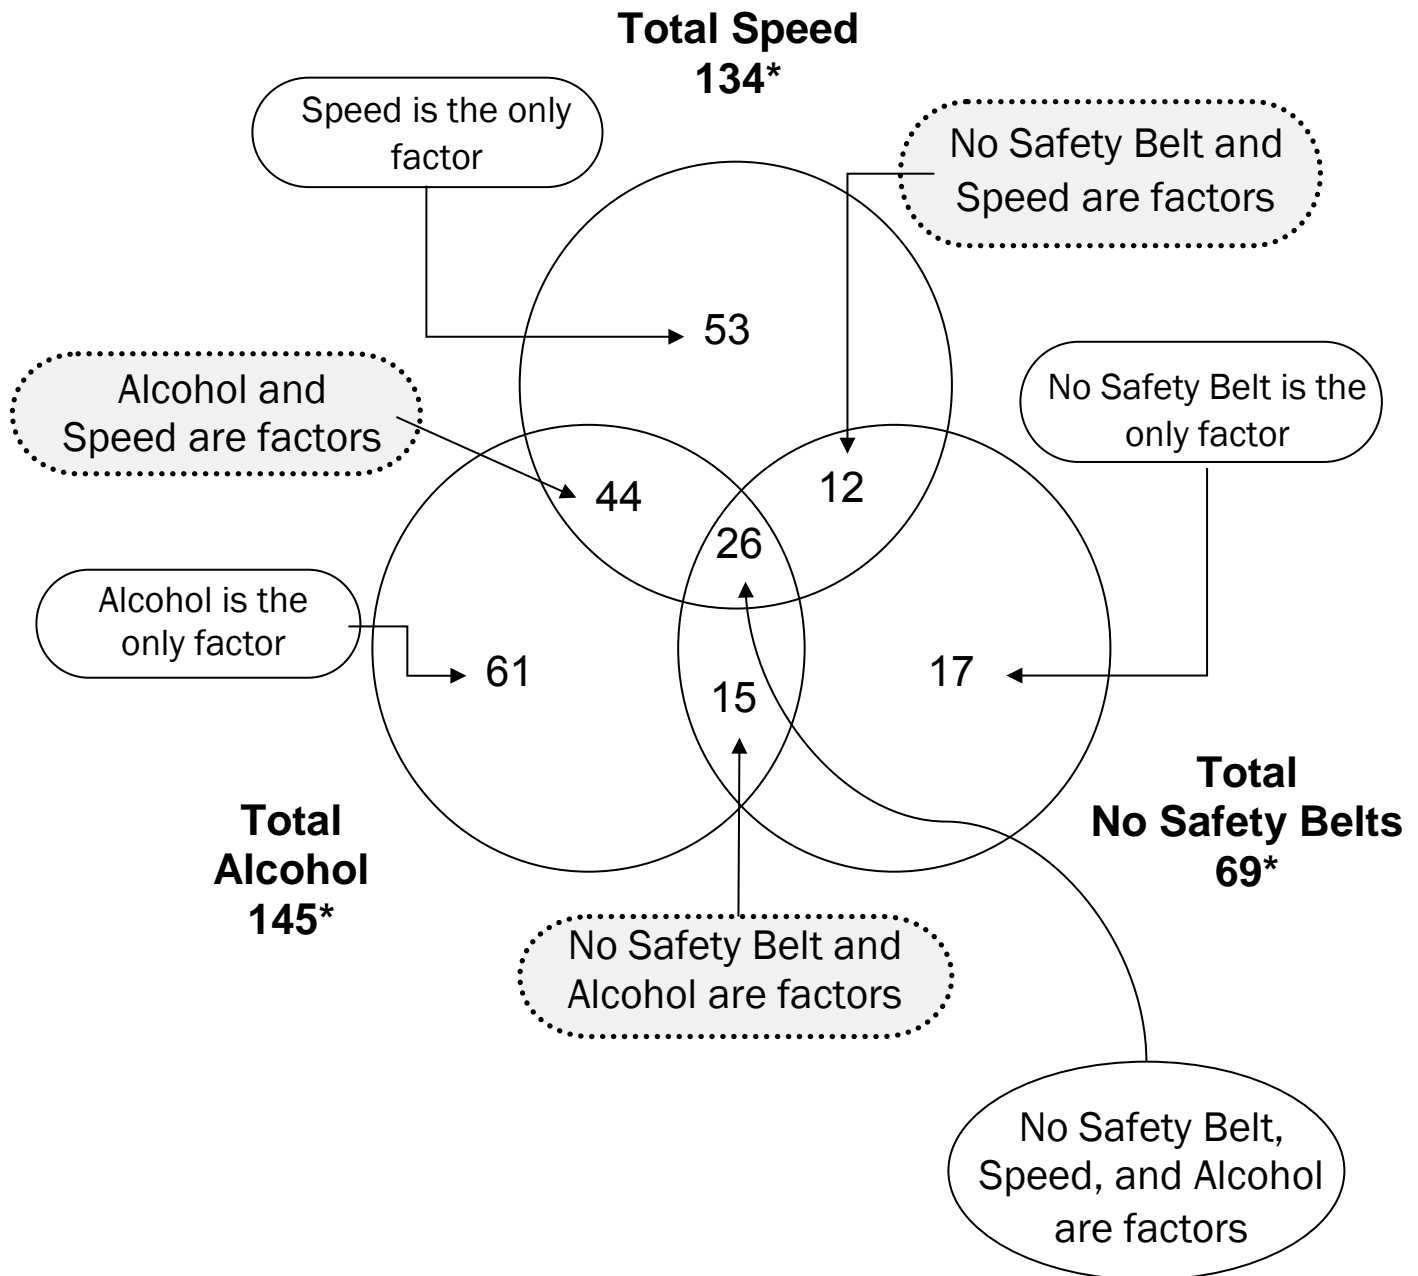 Total Speed
134*
Speed is the only
factor
No Safety Belt and
Speed are factors
53
Alcohol and
Speed are factors
No Safety Belt is the
only factor
44
12
26
Alcohol is the
only factor
61
15
17
Total
No Safety Belts
69*
Total
Alcohol
145*
No Safety Belt and
Alcohol are factors
No Safety Belt,
Speed, and Alcohol
are factors